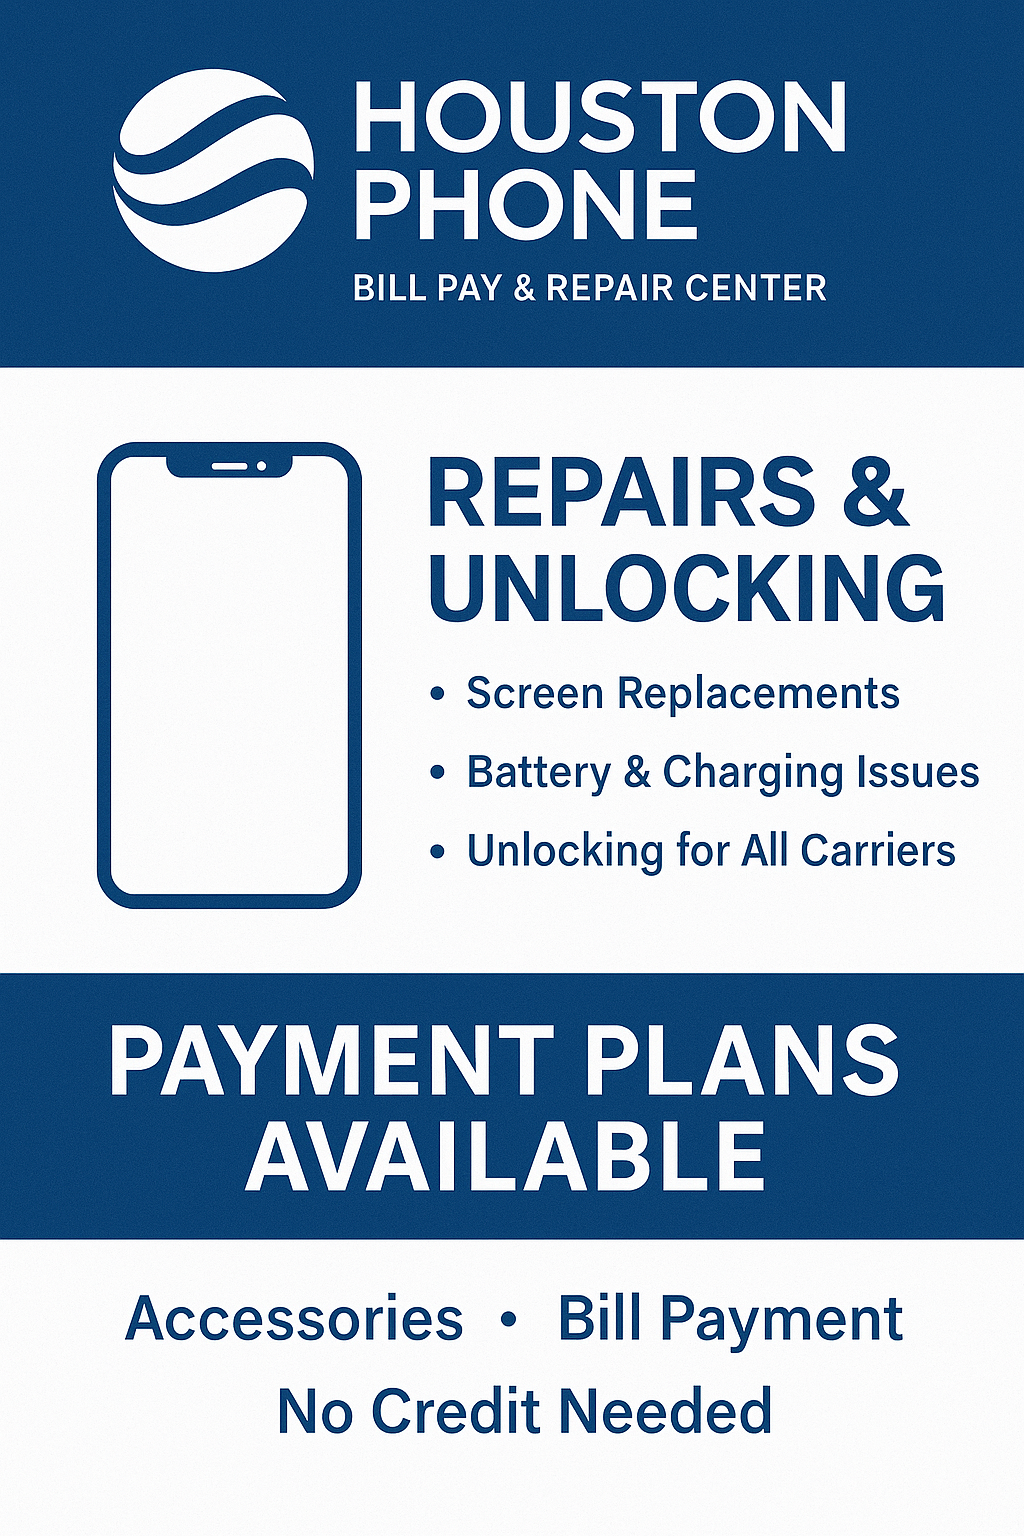 HOUSTON
PHONE
BILL PAY & REPAIR CENTER
REPAIRS &
UNLOCKING
• Screen Replacements
• Battery & Charging Issues
• Unlocking for All Carriers
PAYMENT PLANS
AVAILABLE
Accessories • Bill Payment
No Credit Needed